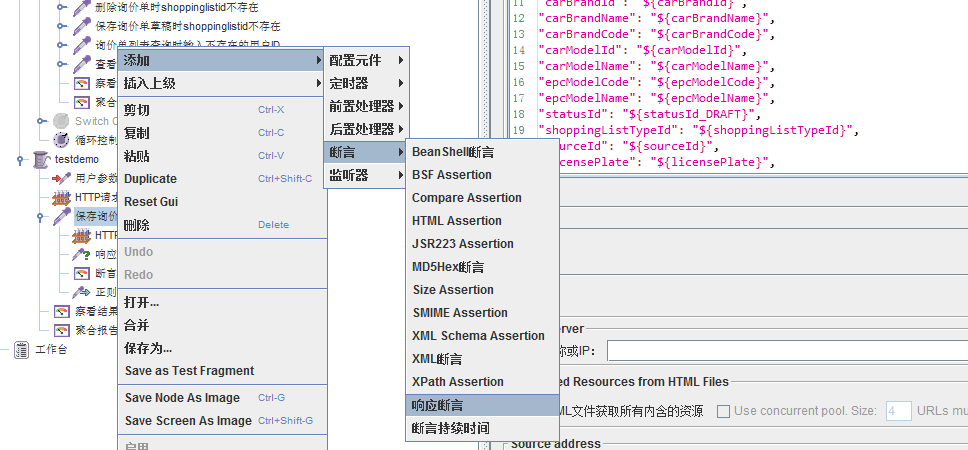 删除询价单时shoppinglistid不存在
保存询价单草稿时shoppinglistid不存在
询价单列表查询时输入不存在的用户ID
查看
察看
聚合
Switch C
循环控制
testdemo
用户参数
HTTP请求
保存询价
HTTP
响应
断言
正则
察看结果
聚合报告
工作台
添加
插入上级
剪切 Ctrl-X
复制 Ctrl-C
粘贴 Ctrl-V
Duplicate Ctrl+Shift-C
Reset Gui
删除 Delete
Undo
Redo
打开...
合并
保存为...
Save as Test Fragment
Save Node As Image Ctrl-G
Save Screen As Image Ctrl+Shift-G
启用
配置元件
定时器
前置处理器
后置处理器
断言
监听器
BeanShell断言
BSF Assertion
Compare Assertion
HTML Assertion
JSR223 Assertion
MD5Hex断言
Size Assertion
SMIME Assertion
XML Schema Assertion
XML断言
XPath Assertion
响应断言
断言持续时间
11 "carBrandId": "${carBrandId}",
12 "carBrandName": "${carBrandName}",
13 "carBrandCode": "${carBrandCode}",
14 "carModelId": "${carModelId}",
15 "carModelName": "${carModelName}",
16 "epcModelCode": "${epcModelCode}",
17 "epcModelName": "${epcModelName}",
18 "statusId": "${statusId_DRAFT}",
19 "shoppingListTypeId": "${shoppingListTypeId}",
urceId": "${sourceId}",
censePlate": "${licensePlate}",
erver
称或IP：
ed Resources from HTML Files
ML文件获取所有内含的资源 Use concurrent pool. Size: 4 URLs mu
Source address